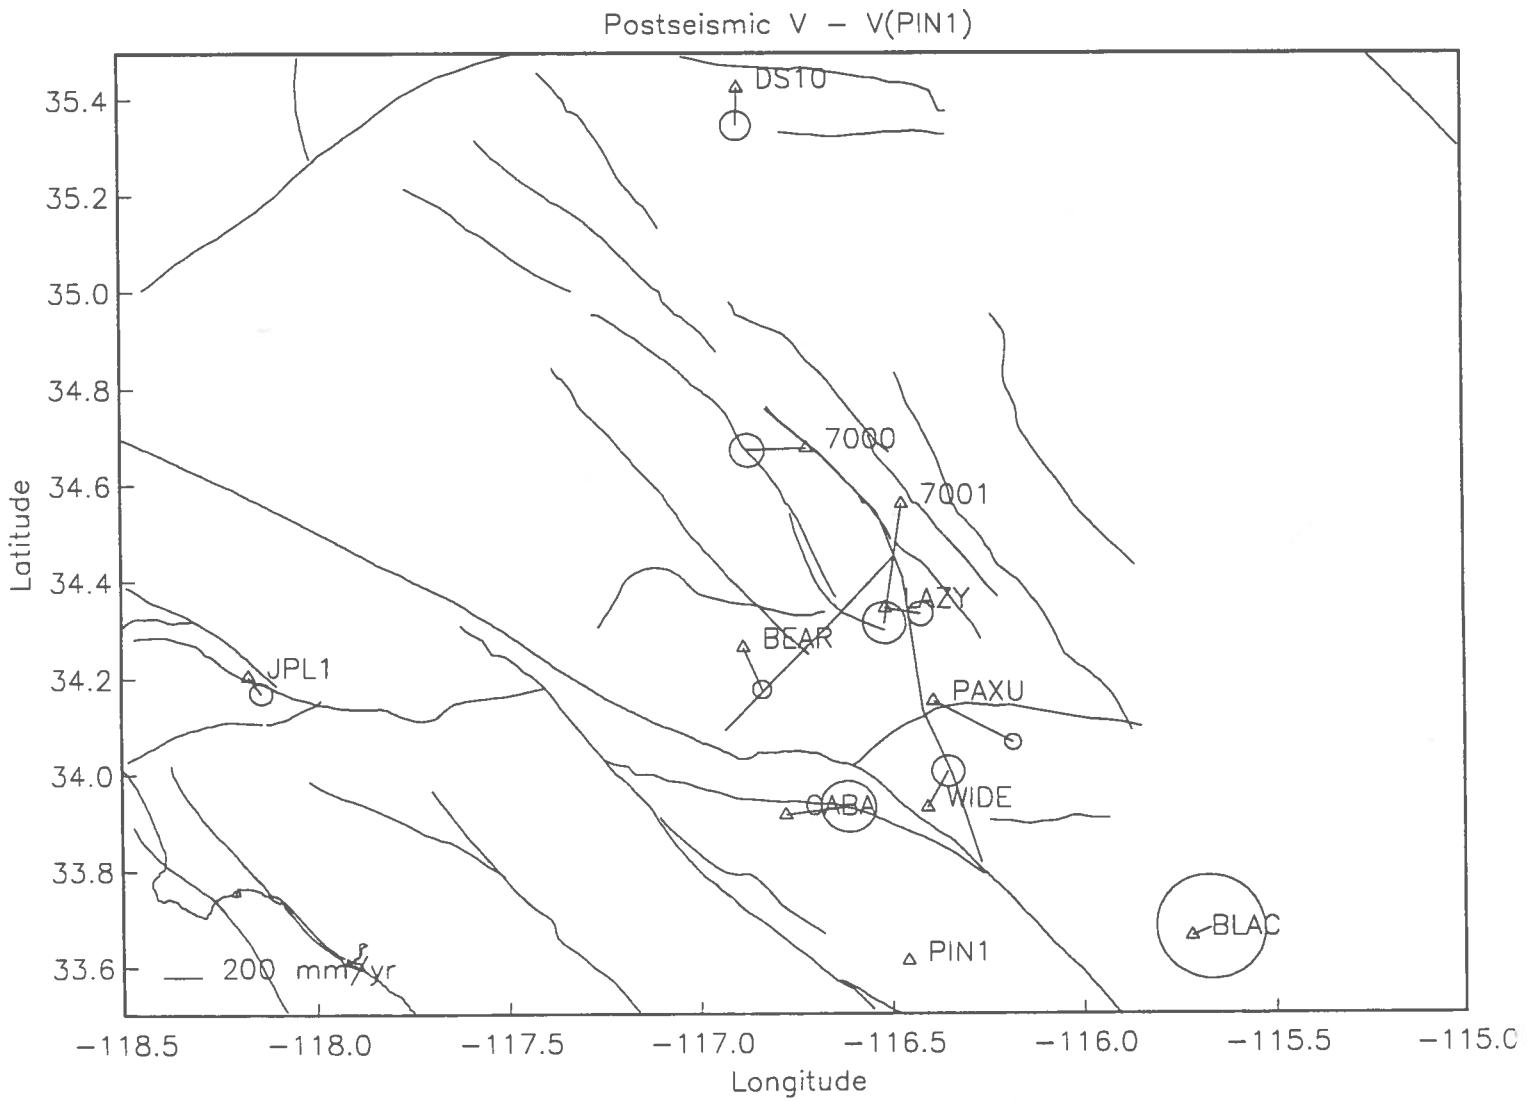 Postseismic V − V(PIN1)
DS10
35.4
35.2
35.0
34.8
7000
7001
34.6
Latitude
34.4
LAZY
BEAR
JPL1
34.2
PAXU
34.0
WIDE
CABA
33.8
BLAC
PIN1
33.6
200 mm/yr
−118.5 −118.0 −117.5 −117.0 −116.5 −116.0 −115.5 −115.0
Longitude